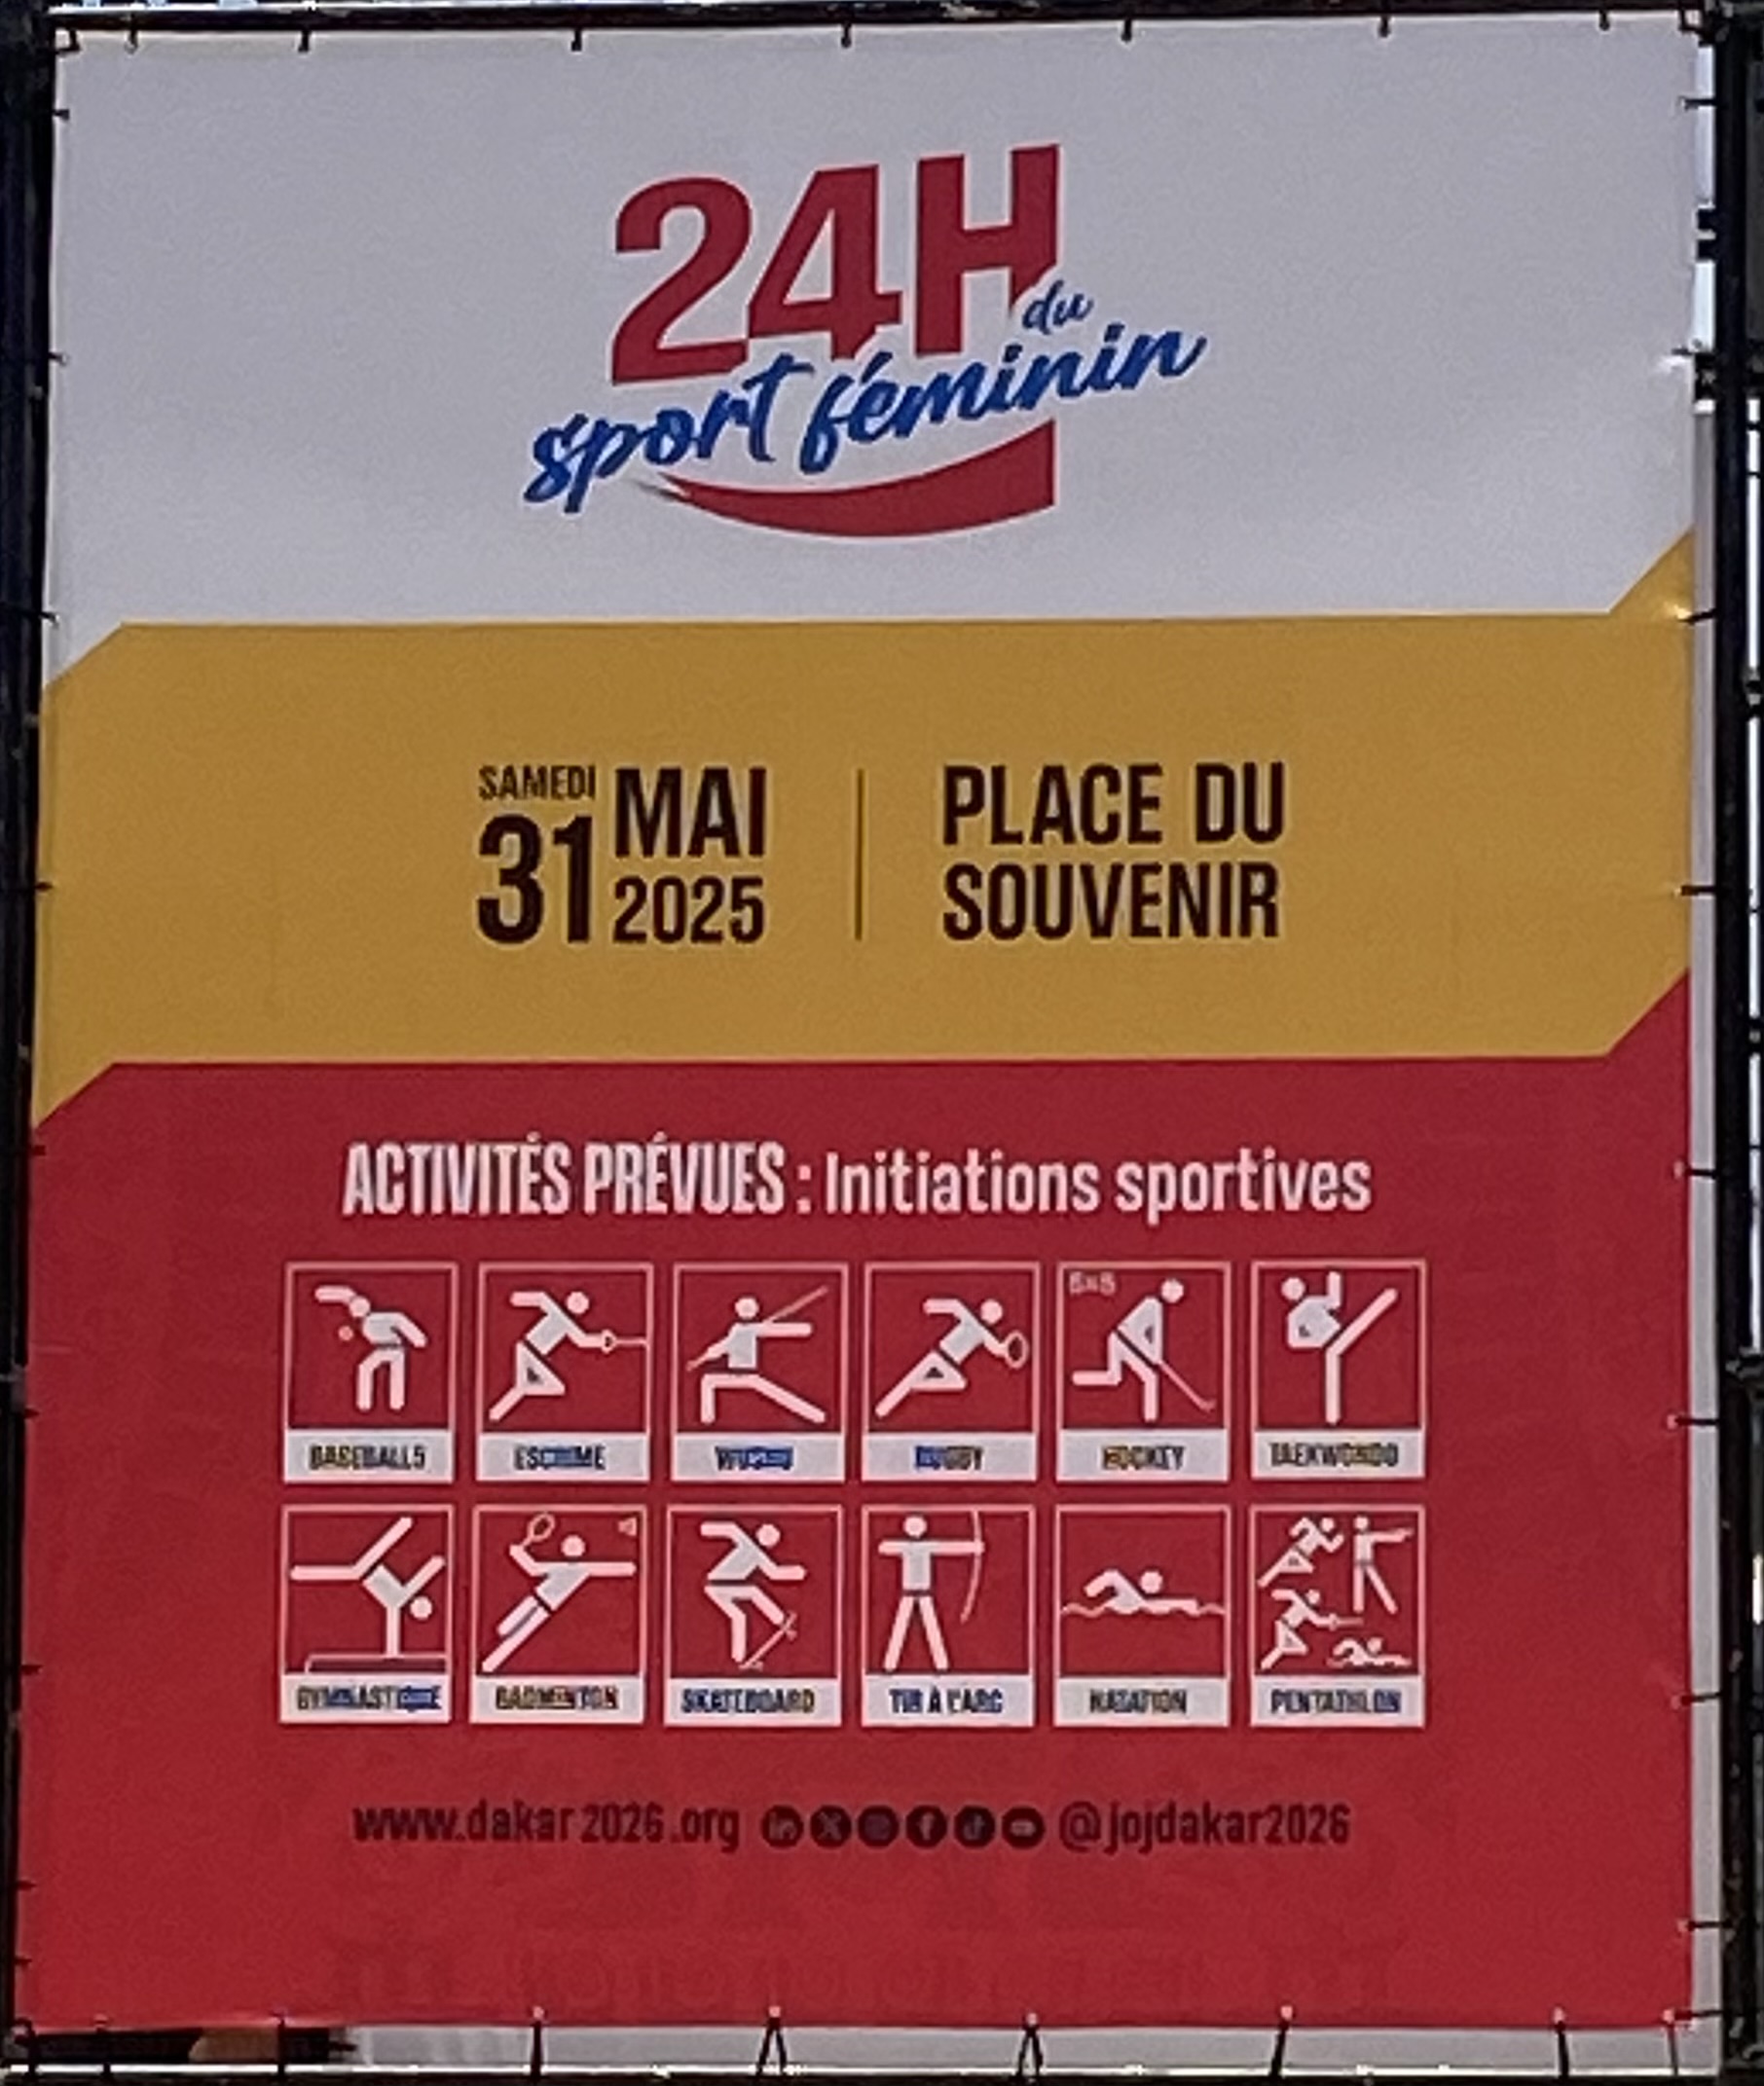 24H
du
sport féminin
SAMEDI
31 MAI
2025
PLACE DU
SOUVENIR
ACTIVITÉS PRÉVUES : Initiations sportives
5x5
BASEBALL5 ESCRIME WUSHU RUGBY HOCKEY TAEKWONDO
GYMNASTIQUE BADMINTON SKATEBOARD TIR À L'ARC NATATION PENTATHLON
www.dakar2026.org @jojdakar2026